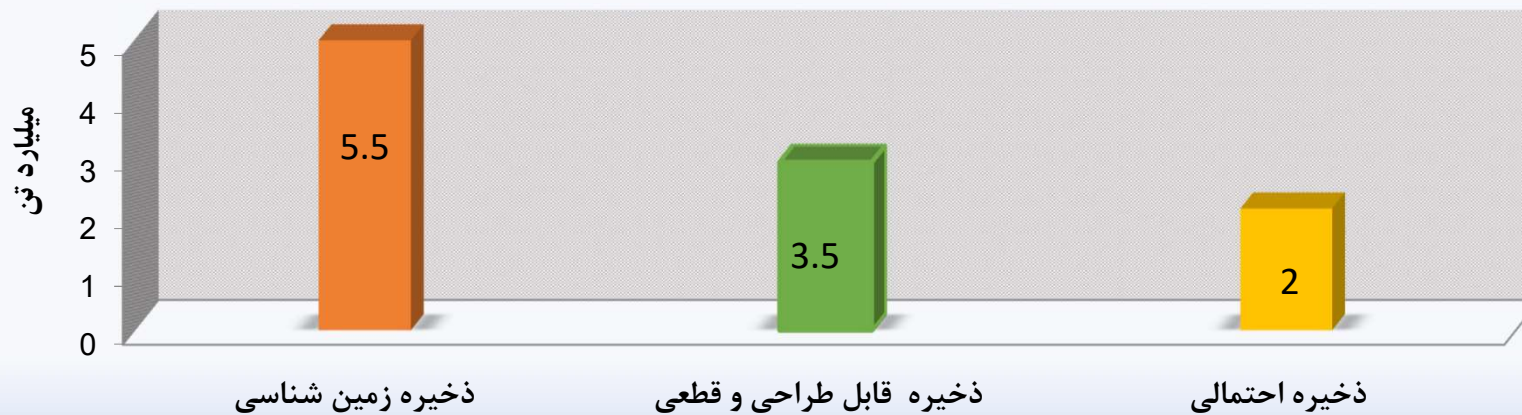 5
4
3
2
1
0
میلیارد تن
5.5
3.5
2
ذخیره زمین شناسی
ذخیره قابل طراحی و قطعی
ذخیره احتمالی